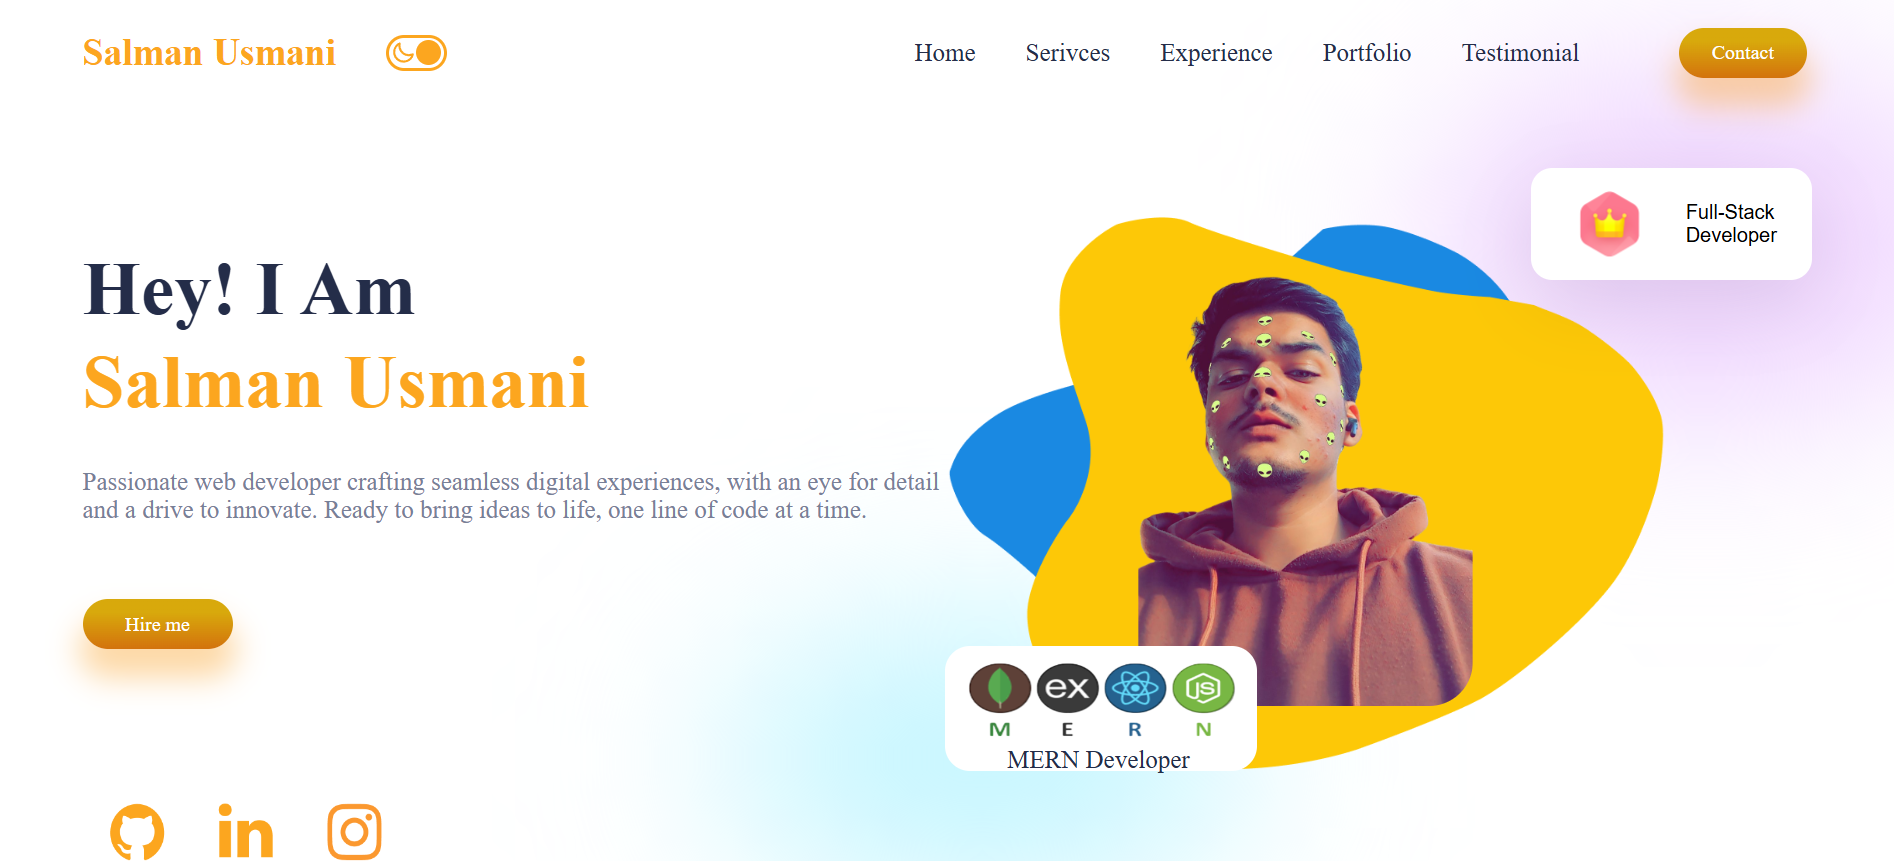 Salman Usmani
Home Serivces Experience Portfolio Testimonial Contact
Full-Stack
Developer
Hey! I Am
Salman Usmani
Passionate web developer crafting seamless digital experiences, with an eye for detail
and a drive to innovate. Ready to bring ideas to life, one line of code at a time.
Hire me
ex JS
M E R N
MERN Developer
in